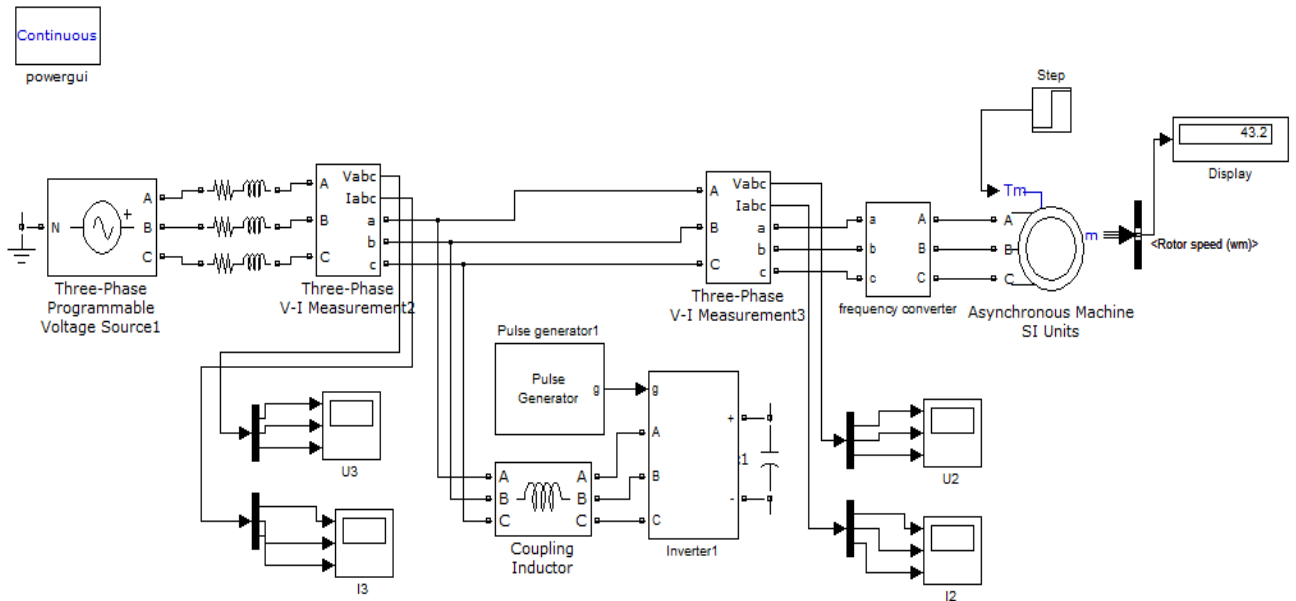 Continuous
powergui
Step
43.2
Display
Tm
N
+
A
B
C
A
B
C
Vabc
Iabc
a
b
c
A
B
C
Vabc
Iabc
a
b
c
a
b
c
A
B
C
A
B
C
m
<Rotor speed (wm)>
Three-Phase
Programmable
Voltage Source1
Three-Phase
V-I Measurement2
Three-Phase
V-I Measurement3
frequency converter
Asynchronous Machine
SI Units
Pulse generator1
Pulse
Generator
g
g
A
B
C
+
-
A
B
C
A
B
C
Coupling
Inductor
Inverter1
U3
I3
U2
I2